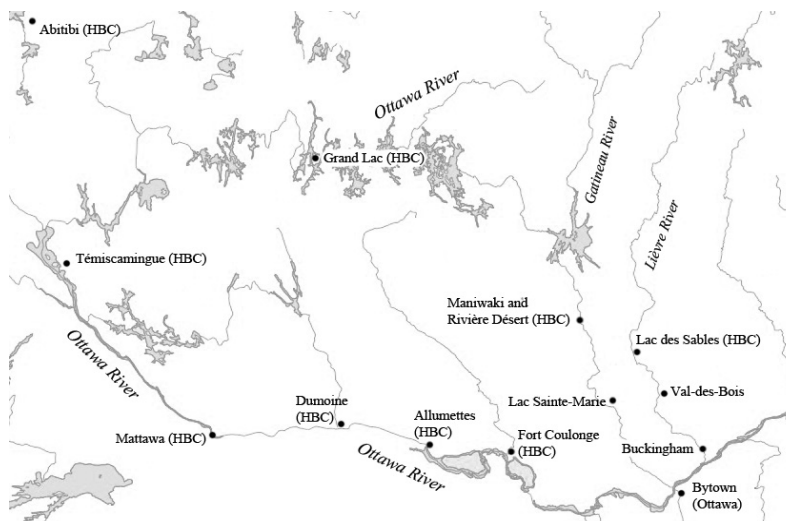 Abitibi (HBC)
Ottawa River
Grand Lac (HBC)
Gatineau River
Lièvre River
Témiscamingue (HBC)
Maniwaki and
Rivière Désert (HBC)
Ottawa River
Lac des Sables (HBC)
Val-des-Bois
Lac Sainte-Marie
Dumoine
(HBC)
Allumettes
(HBC)
Mattawa (HBC)
Fort Coulonge
(HBC)
Buckingham
Ottawa River
Bytown
(Ottawa)